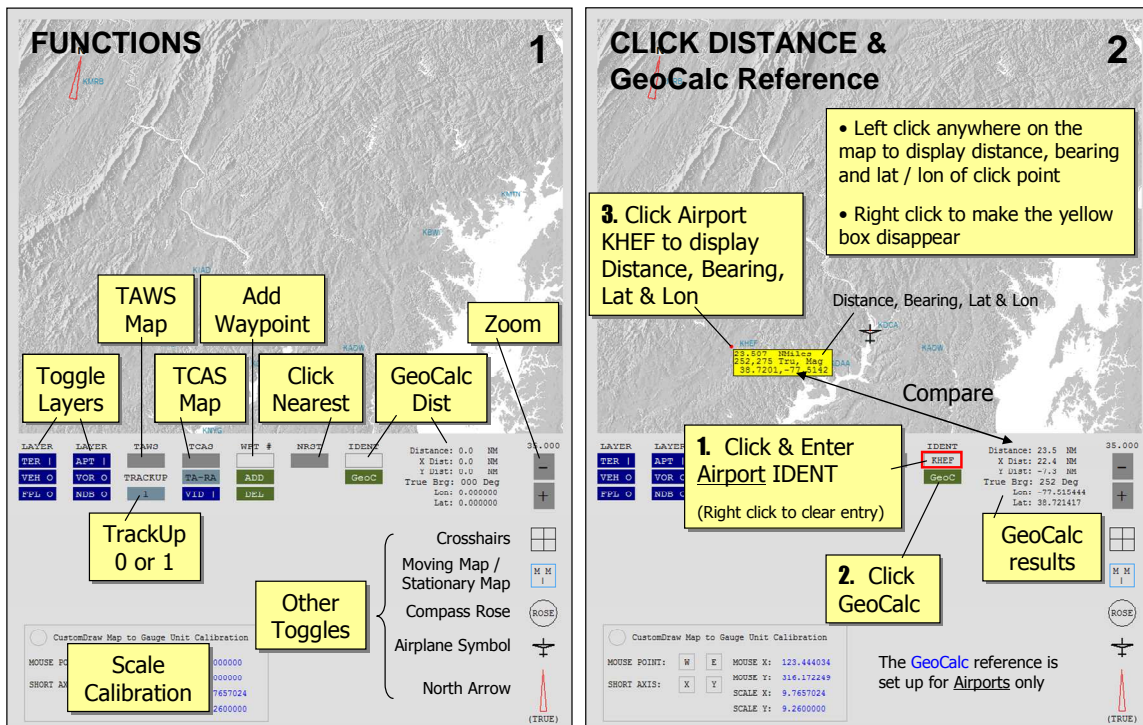 FUNCTIONS
1
KMRB
KMTN
KBWI
KIAD
TAWS
Map
Add
Waypoint
Zoom
KADW
Toggle
Layers
TCAS
Map
Click
Nearest
GeoCalc
Dist
KNYG
LAYER LAYER TAWS TCAS WPT # NRST IDENT
Distance: 0.0 NM
35.000
TER | APT |
X Dist: 0.0 NM
Y Dist: 0.0 NM
VEH O VOR O TRACKUP TA-RA ADD GeoC
True Brg: 000 Deg
FPL O NDB O 1 VID | DEL
Lon: 0.000000
Lat: 0.000000
−
+
TrackUp
0 or 1
Crosshairs
Moving Map /
Stationary Map
M M
|
Other
Toggles
Compass Rose
ROSE
Airplane Symbol
North Arrow
(TRUE)
CustomDraw Map to Gauge Unit Calibration
MOUSE PO
000000
000000
SHORT AX
7657024
2600000
Scale
Calibration
CLICK DISTANCE &
GeoCalc Reference
2
KMRB
• Left click anywhere on the
map to display distance, bearing
and lat / lon of click point
• Right click to make the yellow
box disappear
3. Click Airport
KHEF to display
Distance, Bearing,
Lat & Lon
Distance, Bearing, Lat & Lon
KDCA
KHEF
KADW
23.507 NMiles
252,275 Tru, Mag
38.7201,-77.5142
DAA
Compare
LAYER LAYER
IDENT
Distance: 23.5 NM
35.000
TER | APT |
KHEF
X Dist: 22.4 NM
Y Dist: -7.3 NM
VEH O VOR O
GeoC
True Brg: 252 Deg
FPL O NDB O
Lon: -77.515444
Lat: 38.721417
−
+
1. Click & Enter
Airport IDENT
(Right click to clear entry)
2. Click
GeoCalc
GeoCalc
results
M M
|
ROSE
CustomDraw Map to Gauge Unit Calibration
MOUSE POINT: W E MOUSE X: 123.444034
MOUSE Y: 316.172249
SHORT AXIS: X Y SCALE X: 9.7657024
SCALE Y: 9.2600000
The GeoCalc reference is
set up for Airports only
(TRUE)